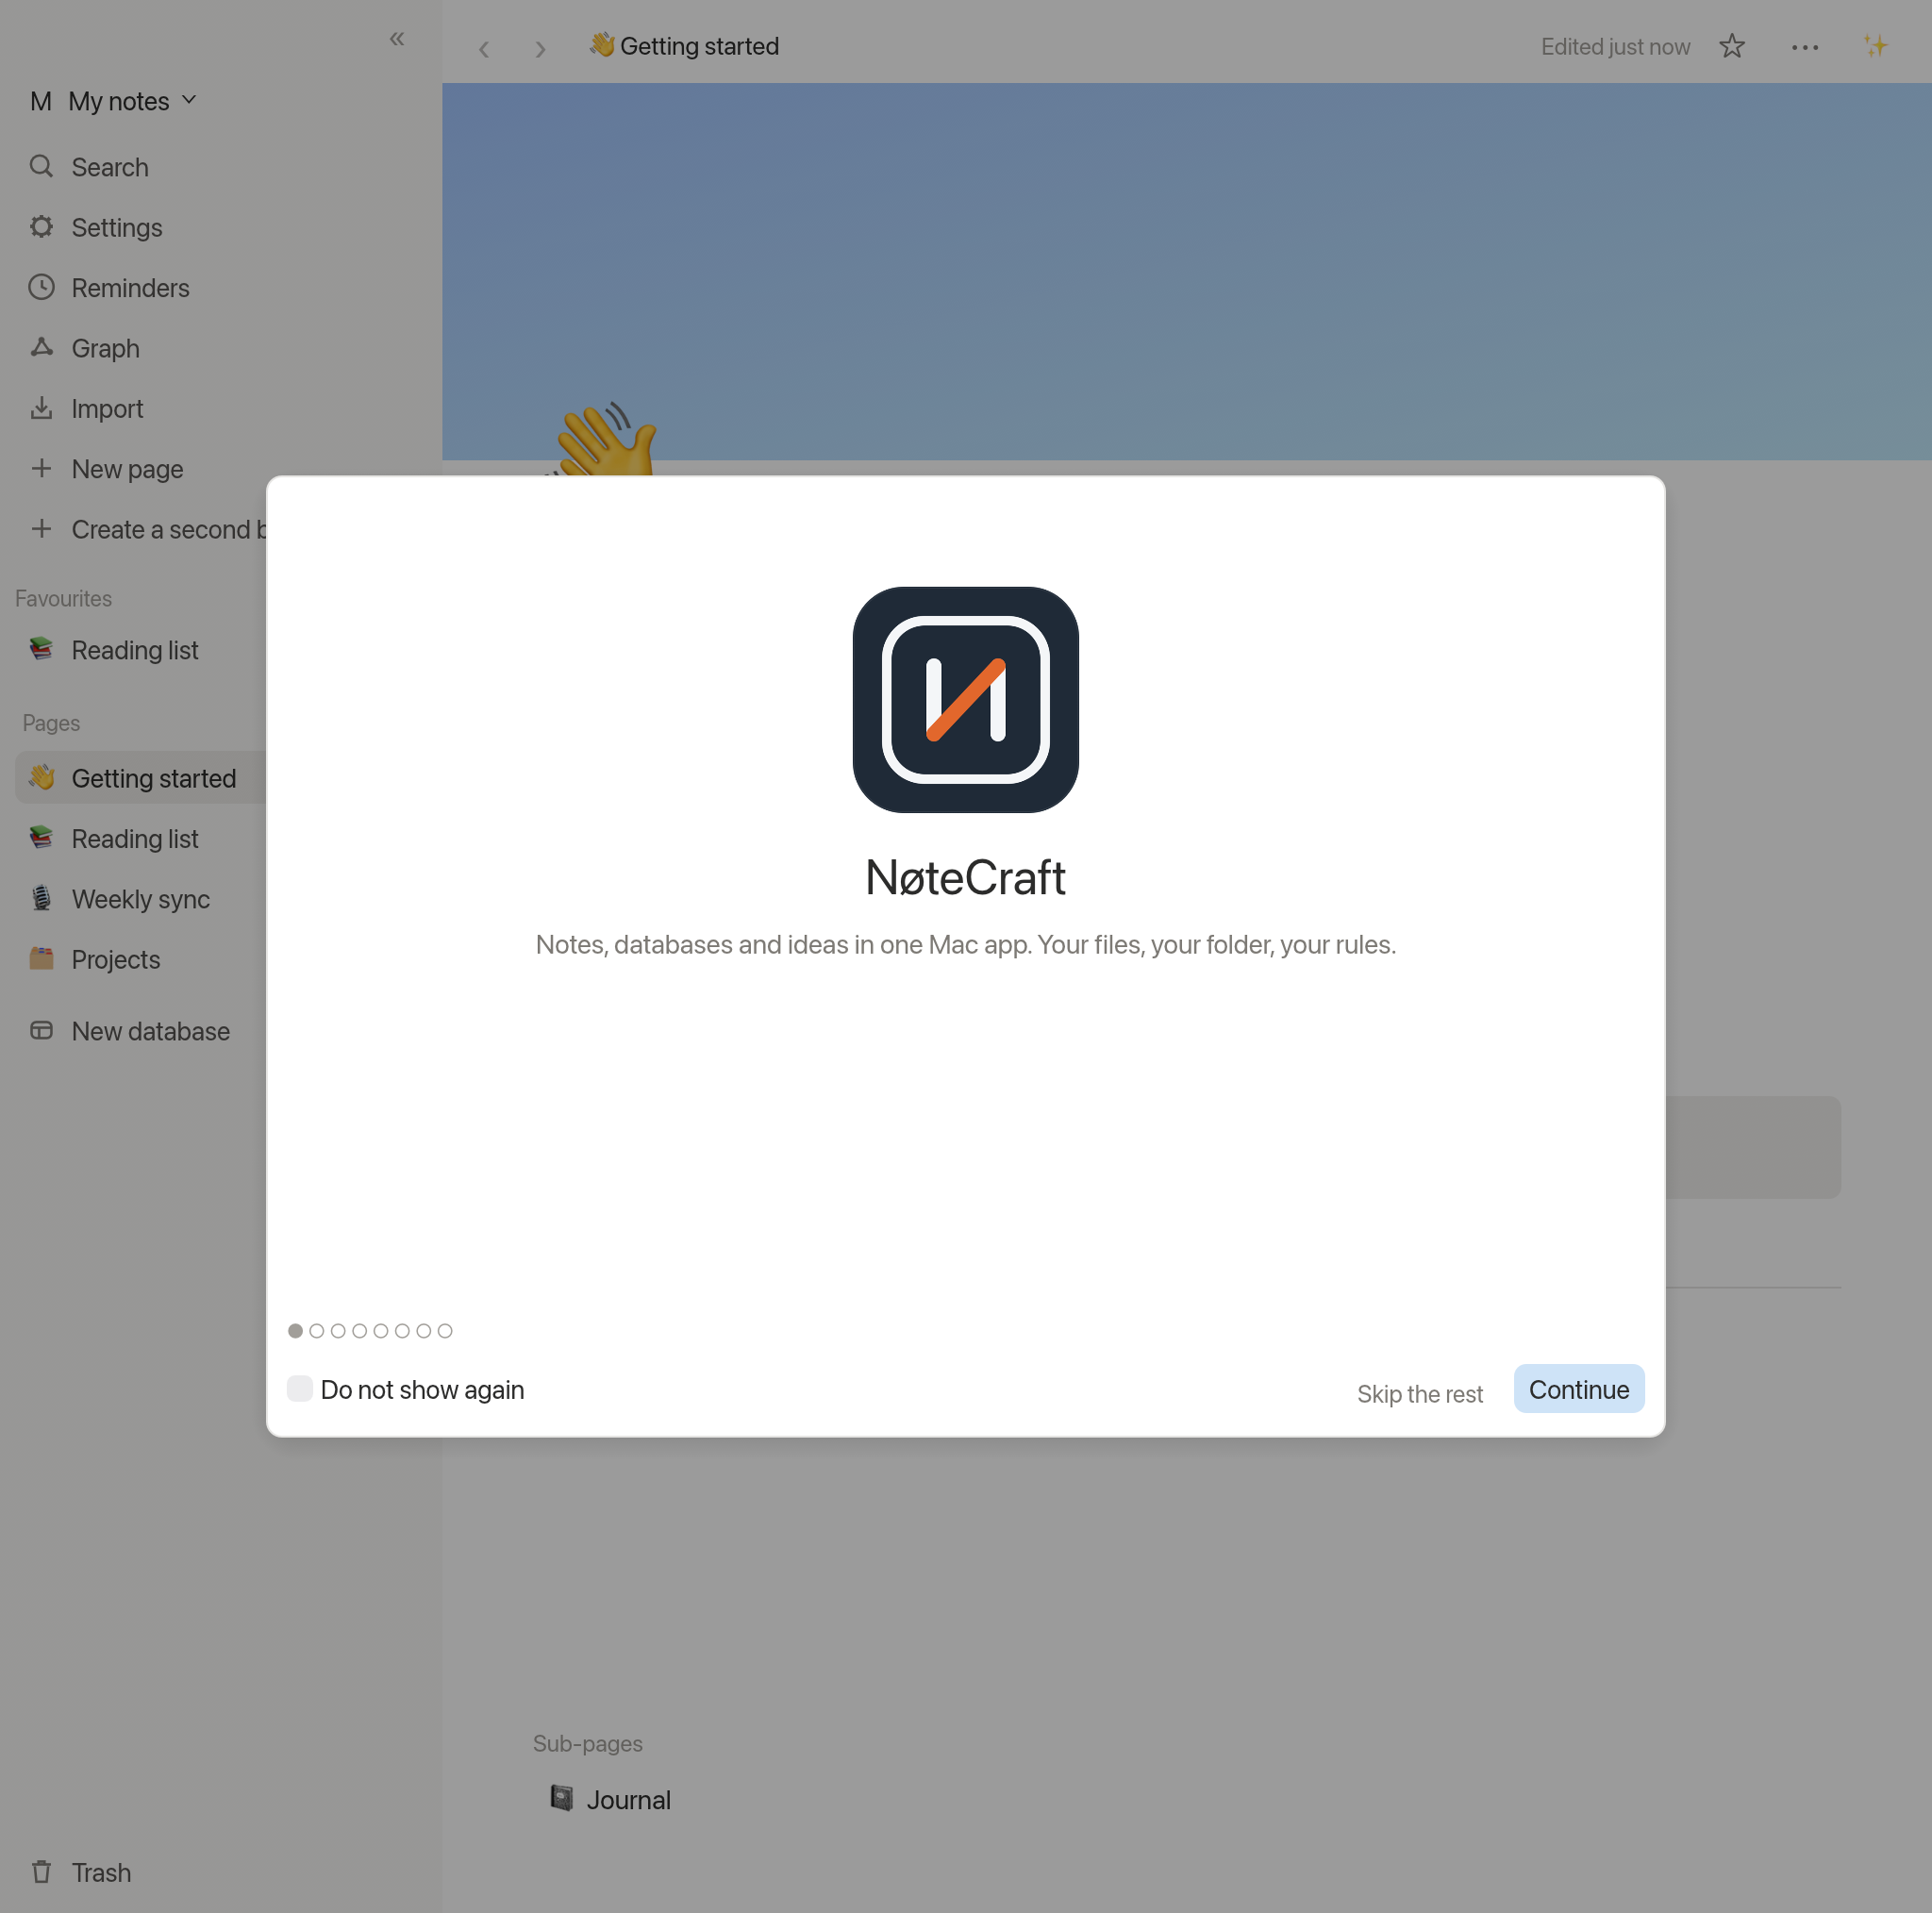 Getting started
Edited just now
M My notes
Search
Settings
Reminders
Graph
Import
New page
Create a second
Favourites
Reading list
Pages
Getting started
Reading list
Weekly sync
Projects
New database
NøteCraft
Notes, databases and ideas in one Mac app. Your files, your folder, your rules.
Do not show again
Skip the rest
Continue
Sub-pages
Journal
Trash